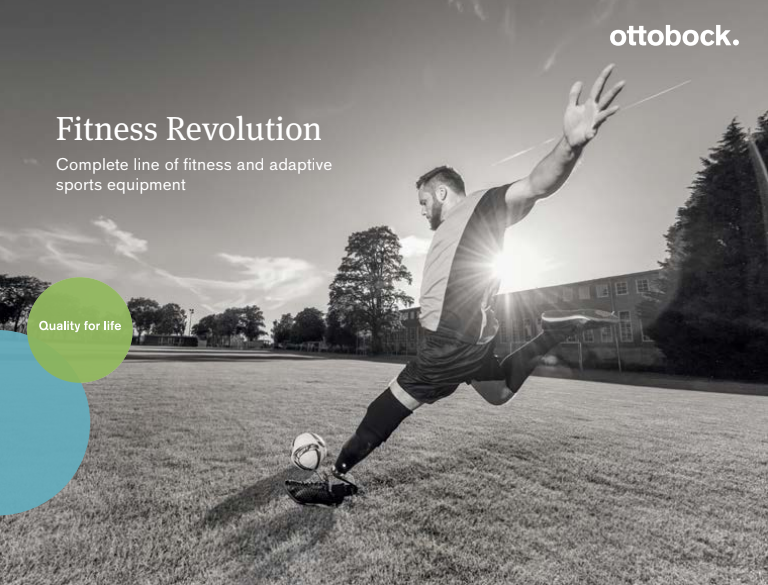 ottobock.
Fitness Revolution
Complete line of fitness and adaptive
sports equipment
Quality for life